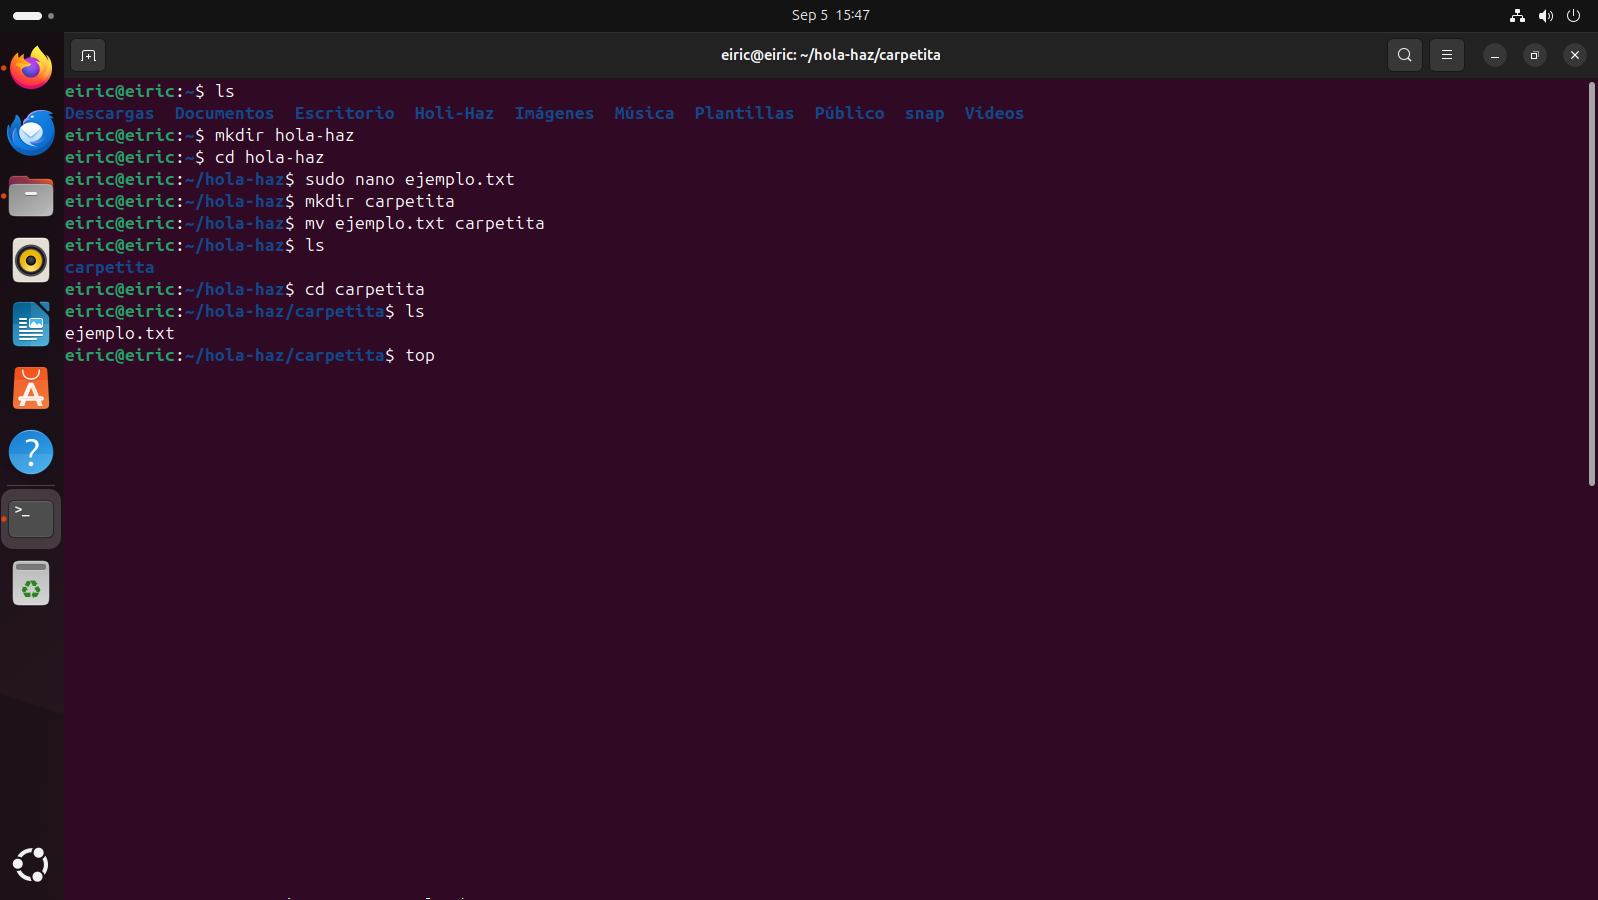 Sep 5 15:47
eiric@eiric: ~/hola-haz/carpetita
eiric@eiric:~$ ls
Descargas Documentos Escritorio Holi-Haz Imágenes Música Plantillas Público snap Vídeos
eiric@eiric:~$ mkdir hola-haz
eiric@eiric:~$ cd hola-haz
eiric@eiric:~/hola-haz$ sudo nano ejemplo.txt
eiric@eiric:~/hola-haz$ mkdir carpetita
eiric@eiric:~/hola-haz$ mv ejemplo.txt carpetita
eiric@eiric:~/hola-haz$ ls
carpetita
eiric@eiric:~/hola-haz$ cd carpetita
eiric@eiric:~/hola-haz/carpetita$ ls
ejemplo.txt
eiric@eiric:~/hola-haz/carpetita$ top